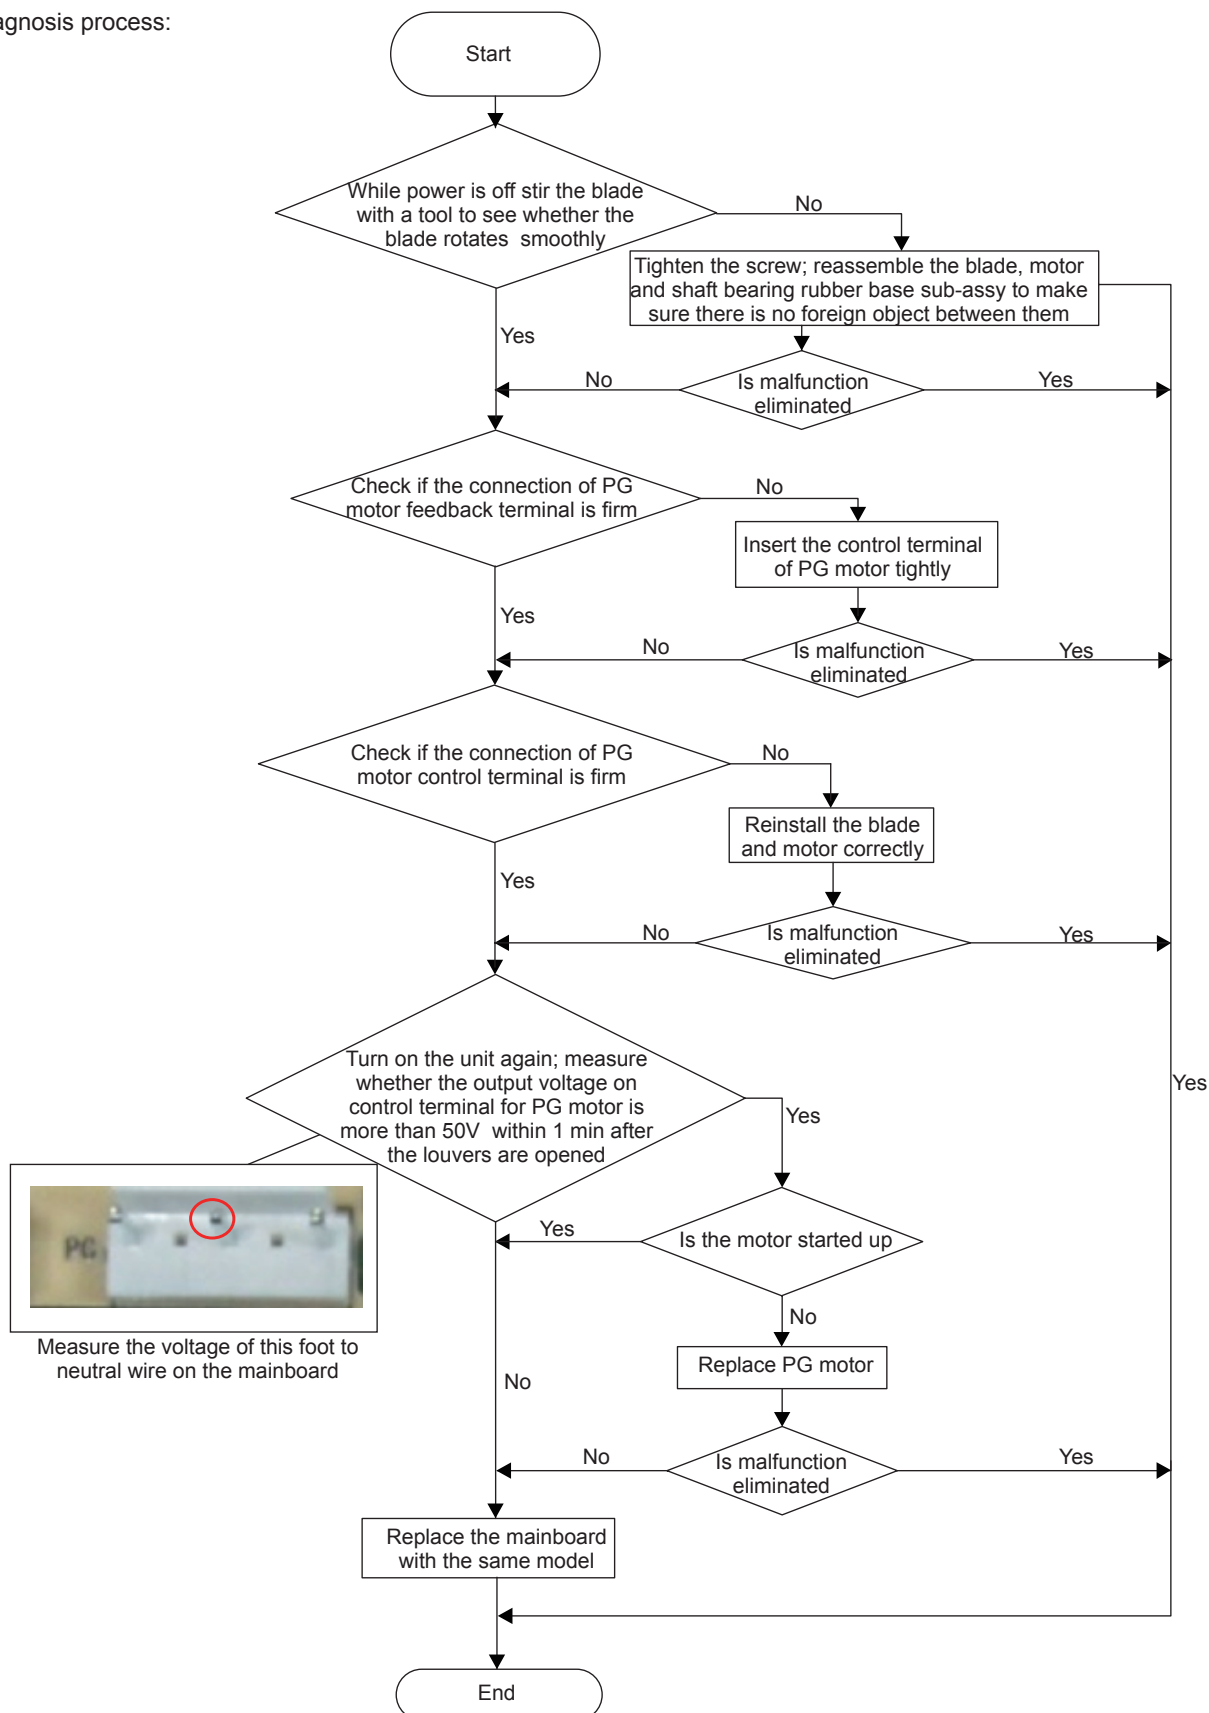 agnosis process:
Start
While power is off stir the blade
with a tool to see whether the
blade rotates smoothly
No
Tighten the screw; reassemble the blade, motor
and shaft bearing rubber base sub-assy to make
sure there is no foreign object between them
Yes
No
Is malfunction
eliminated
Yes
Check if the connection of PG
motor feedback terminal is firm
No
Insert the control terminal
of PG motor tightly
Yes
No
Is malfunction
eliminated
Yes
Check if the connection of PG
motor control terminal is firm
No
Reinstall the blade
and motor correctly
Yes
No
Is malfunction
eliminated
Yes
Turn on the unit again; measure
whether the output voltage on
control terminal for PG motor is
more than 50V within 1 min after
the louvers are opened
Yes
Yes
PG
Yes
Is the motor started up
No
Measure the voltage of this foot to
neutral wire on the mainboard
Replace PG motor
No
No
Is malfunction
eliminated
Yes
Replace the mainboard
with the same model
End